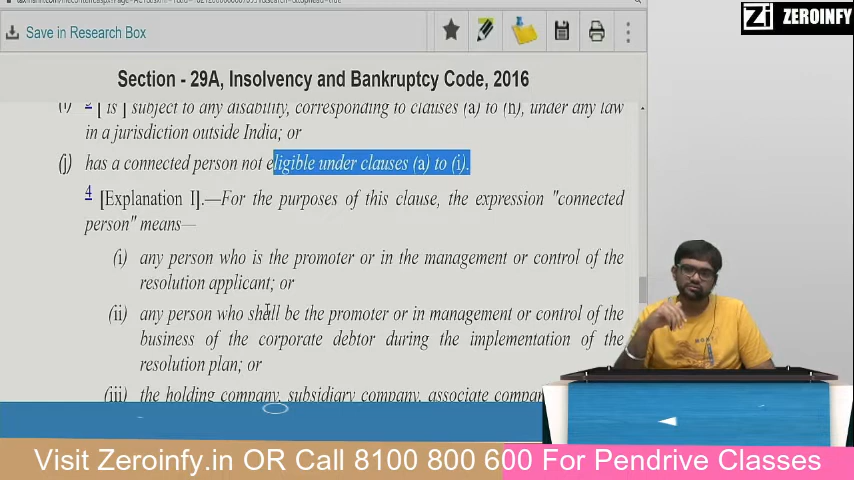 Zi ZEROINFY
Save in Research Box
Section - 29A, Insolvency and Bankruptcy Code, 2016
is ] subject to any disability, corresponding to clauses (a) to (h), under any law
in a jurisdiction outside India; or
(j) has a connected person not eligible under clauses (a) to (i).
4 [Explanation I].—For the purposes of this clause, the expression "connected
person" means—
(i) any person who is the promoter or in the management or control of the
resolution applicant; or
(ii) any person who shall be the promoter or in management or control of the
business of the corporate debtor during the implementation of the
resolution plan; or
(iii) the holding company, subsidiary company, associate
Visit Zeroinfy.in OR Call 8100 800 600 For Pendrive Classes